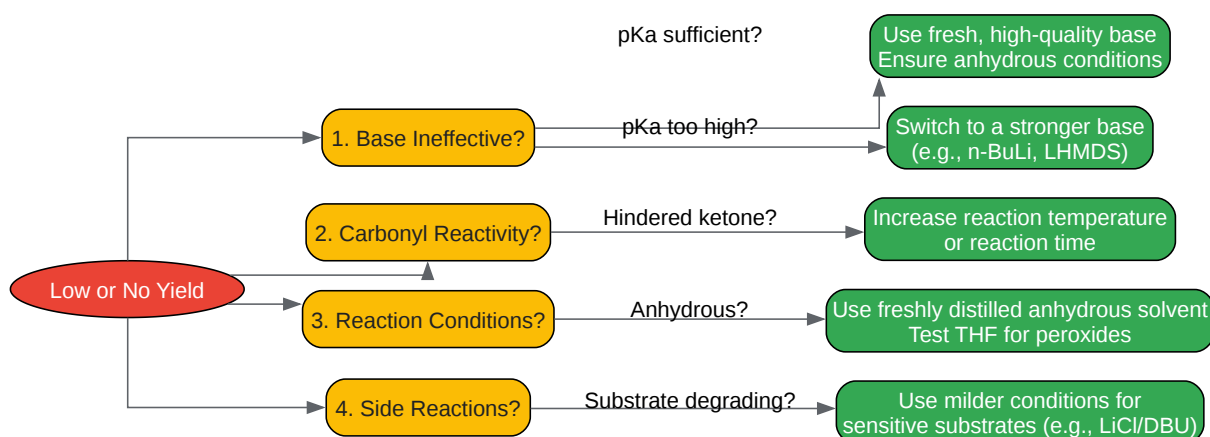 pKa sufficient?
Use fresh, high-quality base
Ensure anhydrous conditions
1. Base Ineffective?
pKa too high?
Switch to a stronger base
(e.g., n-BuLi, LHMDS)
2. Carbonyl Reactivity?
Hindered ketone?
Increase reaction temperature
or reaction time
Low or No Yield
3. Reaction Conditions?
Anhydrous?
Use freshly distilled anhydrous solvent
Test THF for peroxides
4. Side Reactions?
Substrate degrading?
Use milder conditions for
sensitive substrates (e.g., LiCl/DBU)